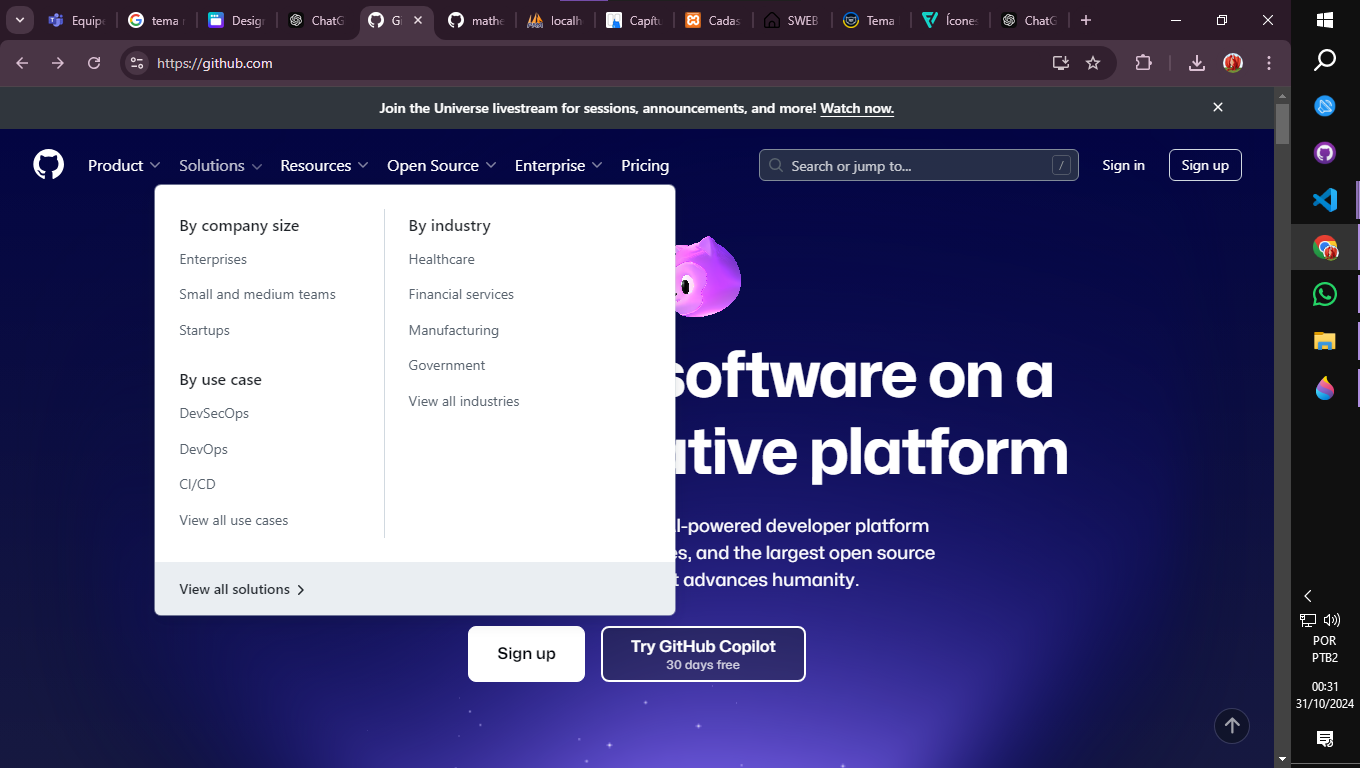 Equipe
tema r
Design
ChatG
Gi
mathe
localh
Capítu
Cadas
SWEB
Tema
Ícones
ChatG
https://github.com
Join the Universe livestream for sessions, announcements, and more! Watch now.
Product Solutions Resources Open Source Enterprise Pricing
Search or jump to... /
Sign in
Sign up
By company size
Enterprises
Small and medium teams
Startups
By use case
DevSecOps
DevOps
CI/CD
View all use cases
By industry
Healthcare
Financial services
Manufacturing
Government
View all industries
View all solutions
software on a
ative platform
-powered developer platform
es, and the largest open source
t advances humanity.
Sign up
Try GitHub Copilot
30 days free
POR
PTB2
00:31
31/10/2024